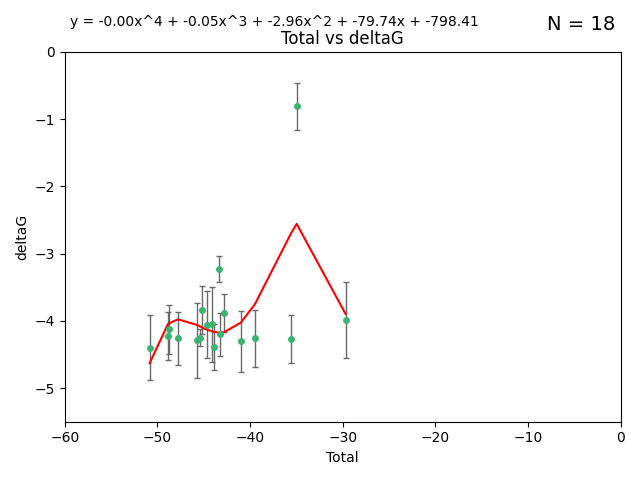 y = -0.00x^4 + -0.05x^3 + -2.96x^2 + -79.74x + -798.41
N = 18
Total vs deltaG
0
−1
−2
−3
−4
−5
deltaG
−60 −50 −40 −30 −20 −10 0
Total